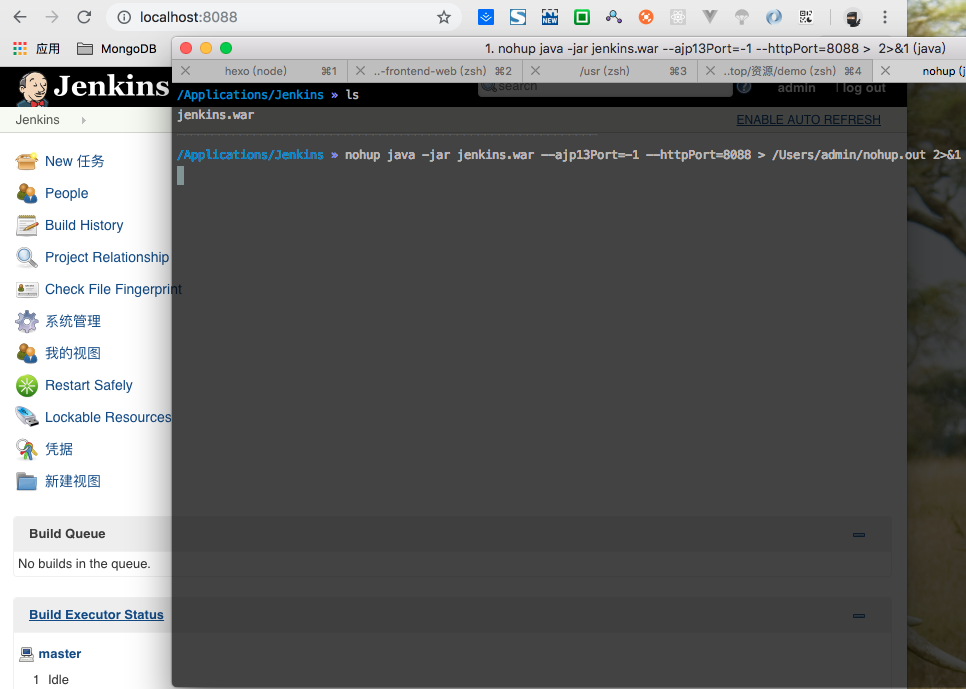 localhost:8088
应用
MongoDB
1. nohup java -jar jenkins.war --ajp13Port=-1 --httpPort=8088 > 2>&1 (java)
hexo (node) ⌘1
..-frontend-web (zsh) ⌘2
/usr (zsh) ⌘3
..top/资源/demo (zsh) ⌘4
nohup (j
Jenkins
search
admin
log out
Jenkins
ENABLE AUTO REFRESH
/Applications/Jenkins » ls
jenkins.war
/Applications/Jenkins » nohup java -jar jenkins.war --ajp13Port=-1 --httpPort=8088 > /Users/admin/nohup.out 2>&1
New 任务
People
Build History
Project Relationship
Check File Fingerprint
系统管理
我的视图
Restart Safely
Lockable Resources
凭据
新建视图
Build Queue
No builds in the queue.
Build Executor Status
master
1 Idle